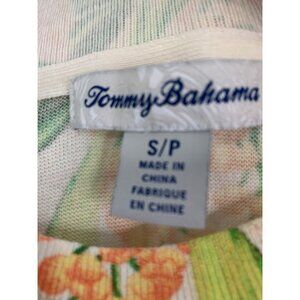 Tommy Bahama
S/P
MADE IN
CHINA
FABRIQUE
EN CHINE